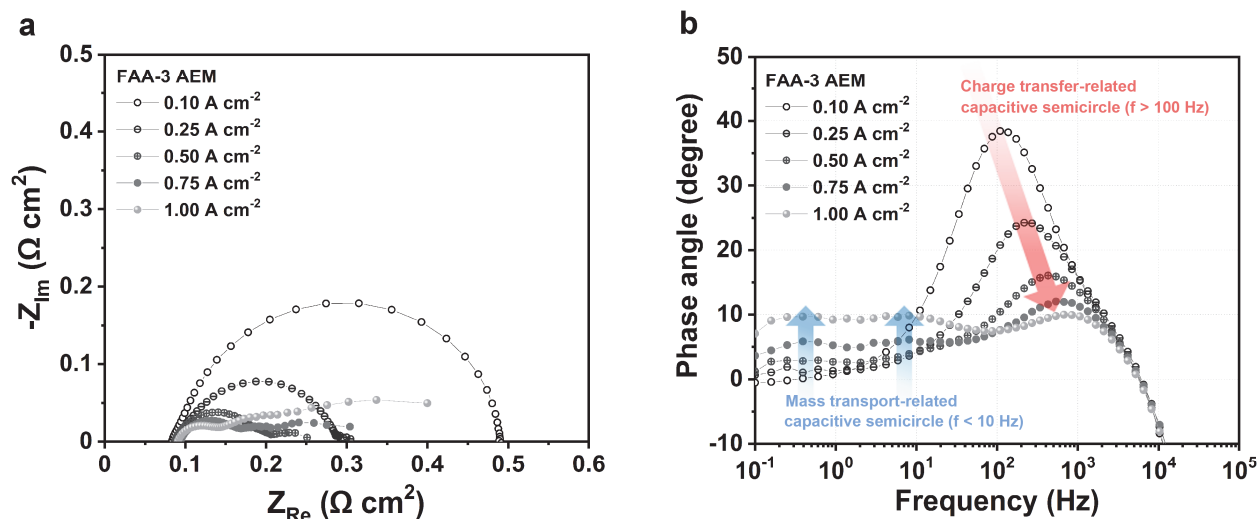 a
0.5
0.4
0.3
0.2
0.1
0
0
0.1
0.2
0.3
0.4
0.5
0.6
-Z_Im (Ω cm²)
Z_Re (Ω cm²)
FAA-3 AEM
0.10 A cm⁻²
0.25 A cm⁻²
0.50 A cm⁻²
0.75 A cm⁻²
1.00 A cm⁻²
b
50
40
30
20
10
0
-10
10⁻¹
10⁰
10¹
10²
10³
10⁴
10⁵
Phase angle (degree)
Frequency (Hz)
FAA-3 AEM
0.10 A cm⁻²
0.25 A cm⁻²
0.50 A cm⁻²
0.75 A cm⁻²
1.00 A cm⁻²
Charge transfer-related
capacitive semicircle (f > 100 Hz)
Mass transport-related
capacitive semicircle (f < 10 Hz)